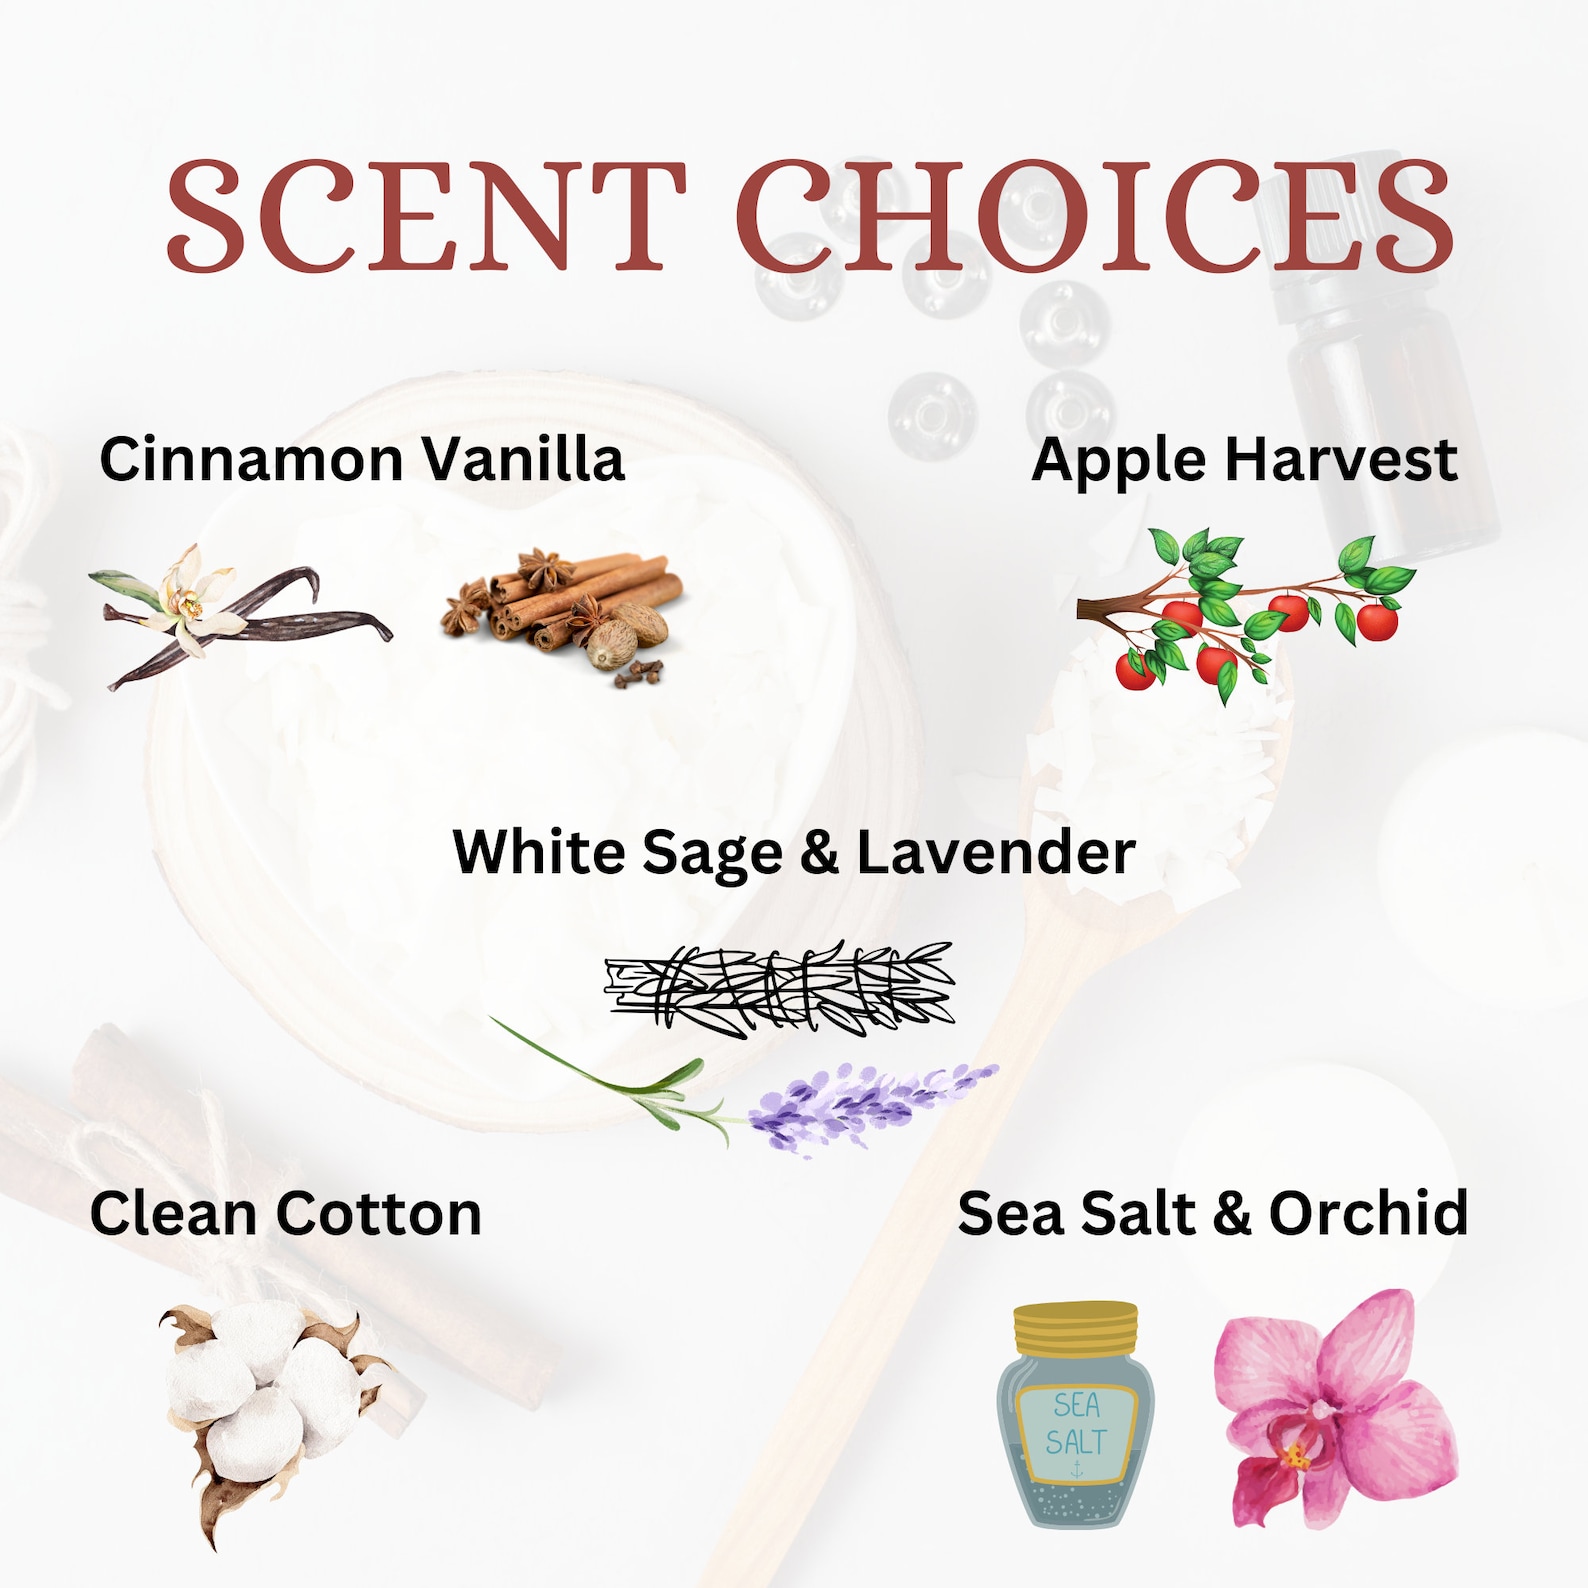 SCENT CHOICES
Cinnamon Vanilla
Apple Harvest
White Sage & Lavender
Clean Cotton
Sea Salt & Orchid
SEA
SALT